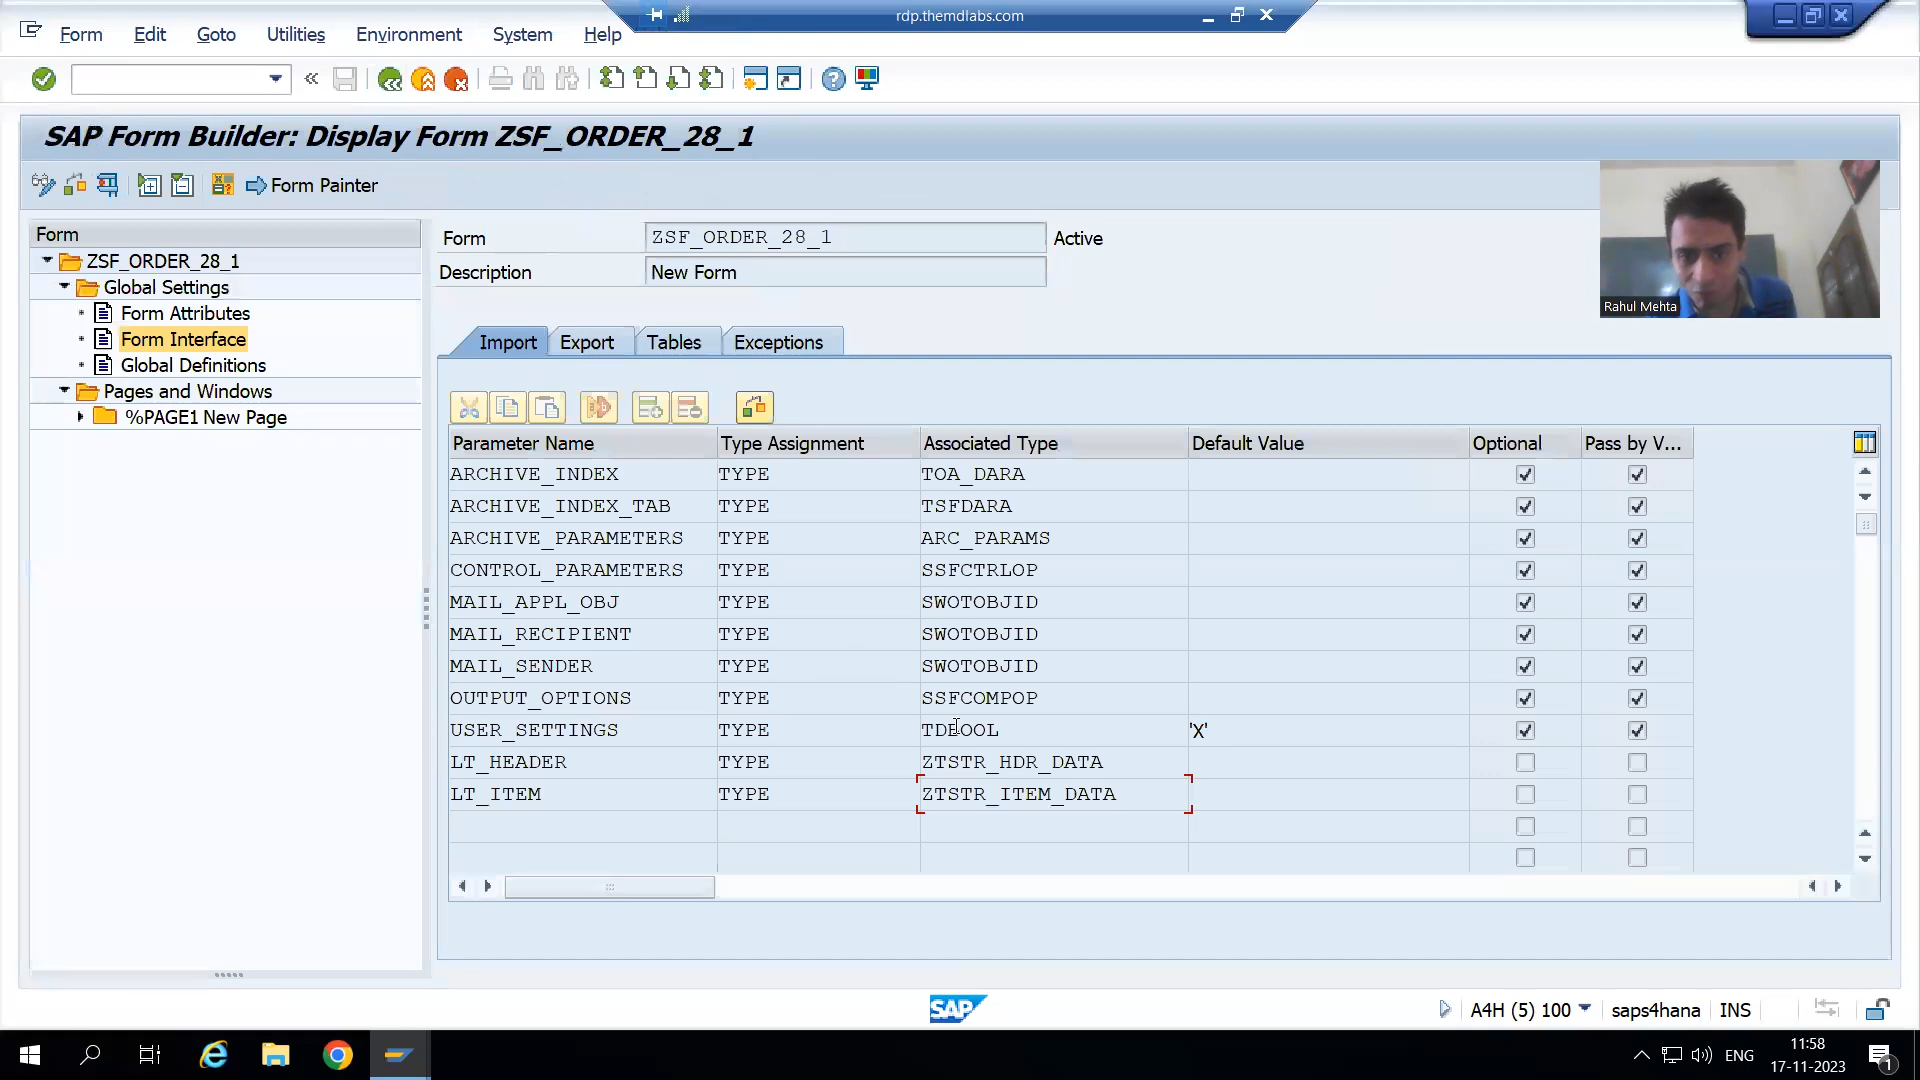 rdp.themdlabs.com
Form Edit Goto Utilities Environment System Help
SAP Form Builder: Display Form ZSF_ORDER_28_1
Form Painter
Form
ZSF_ORDER_28_1
Global Settings
Form Attributes
Form Interface
Global Definitions
Pages and Windows
%PAGE1 New Page
Form ZSF_ORDER_28_1 Active
Description New Form
Rahul Mehta
Import Export Tables Exceptions
Parameter Name Type Assignment Associated Type Default Value Optional Pass by V...
ARCHIVE_INDEX TYPE TOA_DARA
ARCHIVE_INDEX_TAB TYPE TSFDARA
ARCHIVE_PARAMETERS TYPE ARC_PARAMS
CONTROL_PARAMETERS TYPE SSFCTRLOP
MAIL_APPL_OBJ TYPE SWOTOBJID
MAIL_RECIPIENT TYPE SWOTOBJID
MAIL_SENDER TYPE SWOTOBJID
OUTPUT_OPTIONS TYPE SSFCOMPOP
USER_SETTINGS TYPE TDBOOL 'X'
LT_HEADER TYPE ZTSTR_HDR_DATA
LT_ITEM TYPE ZTSTR_ITEM_DATA
SAP
A4H (5) 100 saps4hana INS
ENG
11:58
17-11-2023
1